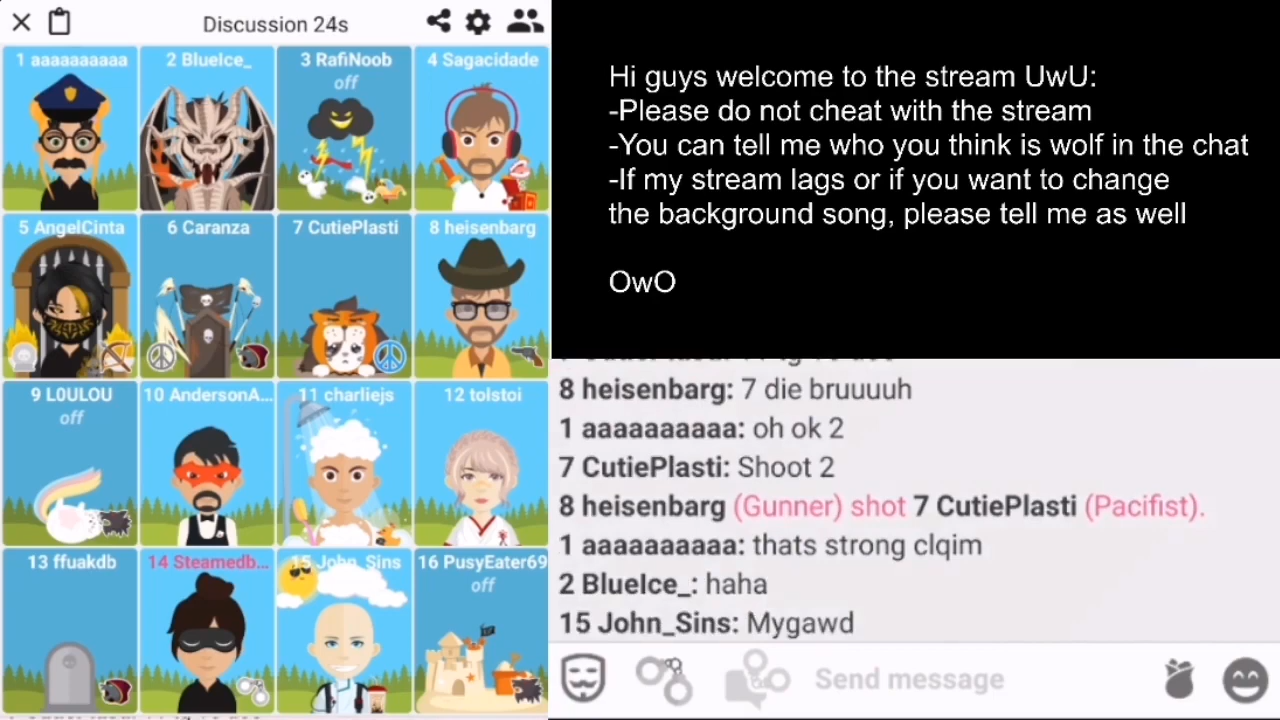 Discussion 24s
1 aaaaaaaaaa
2 BlueIce_
3 RafiNoob
off
4 Sagacidade
5 AngelCinta
6 Caranza
7 CutiePlasti
8 heisenbarg
9 L0ULOU
off
10 AndersonA...
11 charliejs
12 tolstoi
13 ffuakdb
14 Steamedb...
15 John_Sins
16 PusyEater69
off
Hi guys welcome to the stream UwU:
-Please do not cheat with the stream
-You can tell me who you think is wolf in the chat
-If my stream lags or if you want to change
the background song, please tell me as well
OwO
8 heisenbarg: 7 die bruuuuh
1 aaaaaaaaaa: oh ok 2
7 CutiePlasti: Shoot 2
8 heisenbarg (Gunner) shot 7 CutiePlasti (Pacifist).
1 aaaaaaaaaa: thats strong clqim
2 BlueIce_: haha
15 John_Sins: Mygawd
Send message